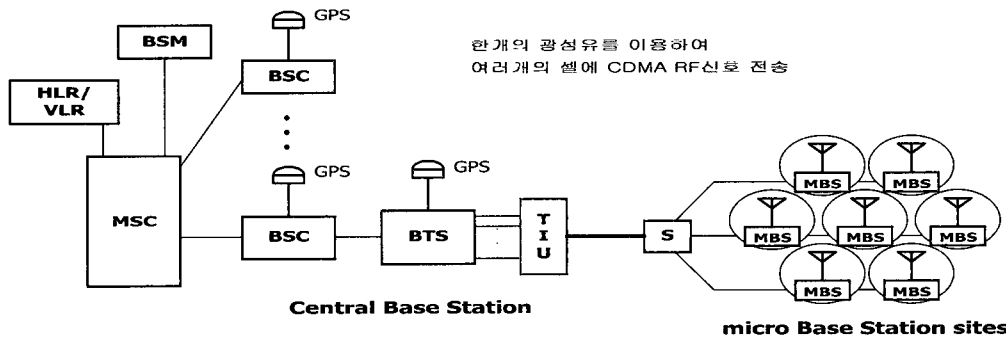 GPS
BSM
BSC
한개의 광섬유를 이용하여
여러개의 셀에 CDMA RF신호 전송
HLR/
VLR
GPS
GPS
MSC
BSC
BTS
T
I
U
S
MBS
MBS
MBS
MBS
MBS
MBS
MBS
Central Base Station
micro Base Station sites